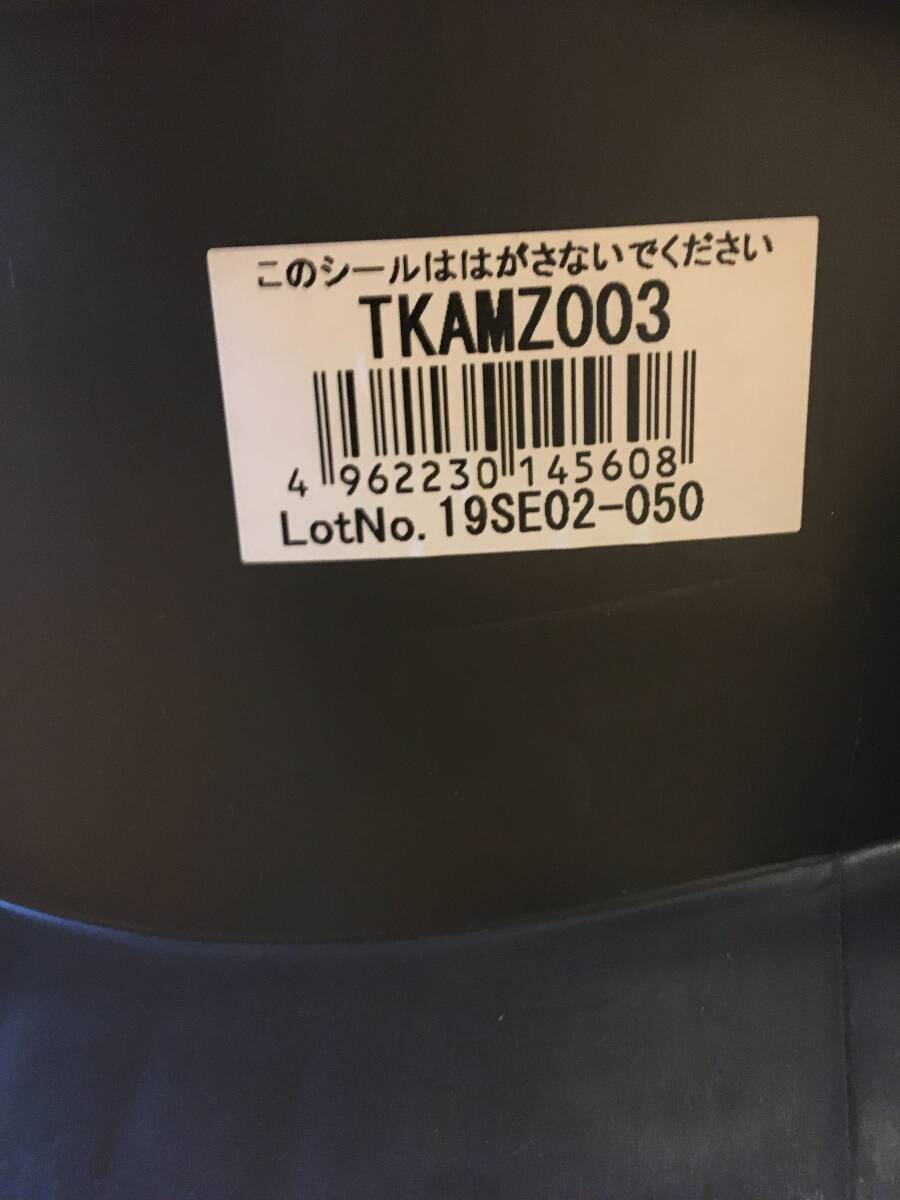 このシールははがさないでください
TKAMZ003
4 962230 145608
LotNo. 19SE02-050